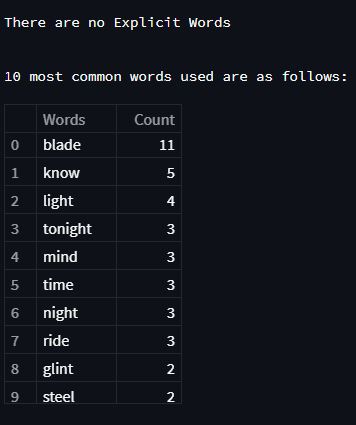 There are no Explicit Words
10 most common words used are as follows:
Words Count
0 blade 11
1 know 5
2 light 4
3 tonight 3
4 mind 3
5 time 3
6 night 3
7 ride 3
8 glint 2
9 steel 2